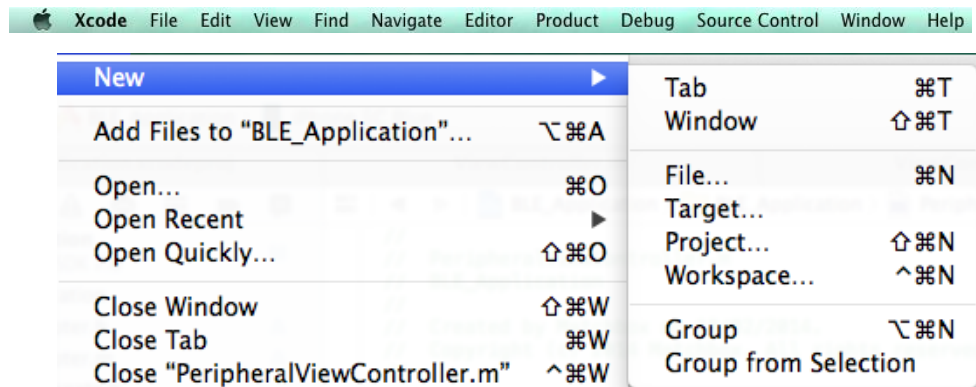 Xcode File Edit View Find Navigate Editor Product Debug Source Control Window Help
New ▶
Add Files to “BLE_Application”... ⌥⌘A
Open... ⌘O
Open Recent ▶
Open Quickly... ⇧⌘O
Close Window ⇧⌘W
Close Tab ⌘W
Close “PeripheralViewController.m” ^⌘W
Tab ⌘T
Window ⇧⌘T
File... ⌘N
Target...
Project... ⇧⌘N
Workspace... ^⌘N
Group ⌥⌘N
Group from Selection